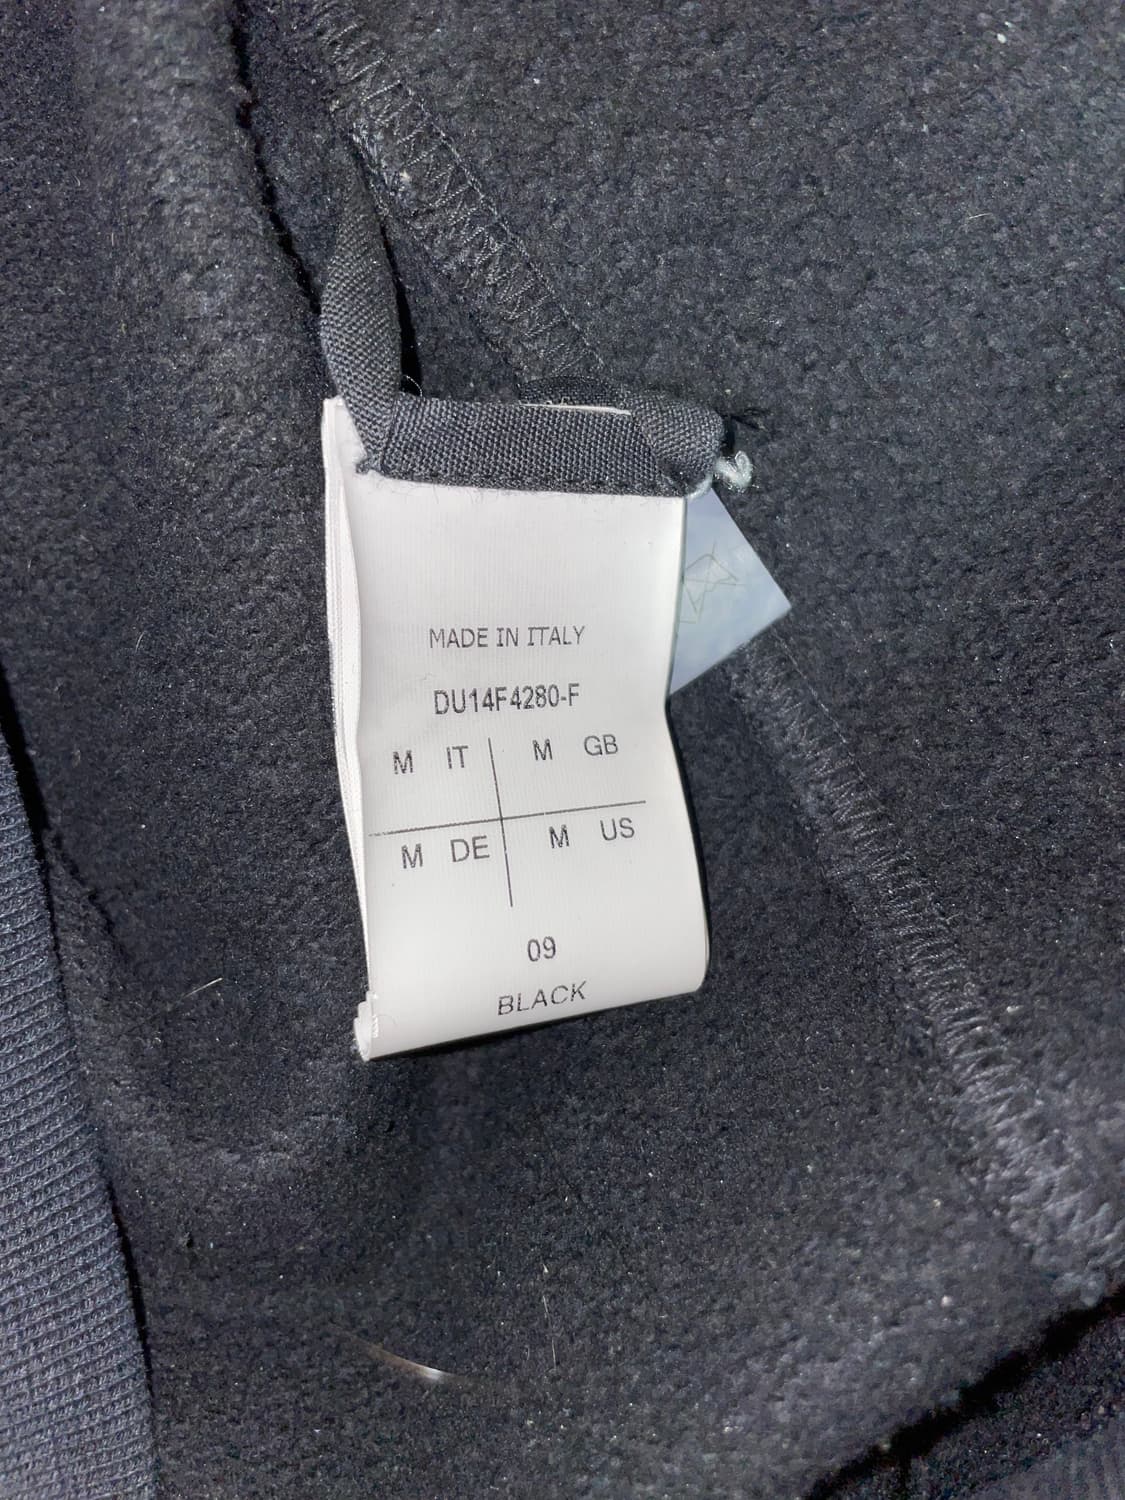 MADE IN ITALY
DU14F4280-F
M IT M GB
M DE M US
09
BLACK